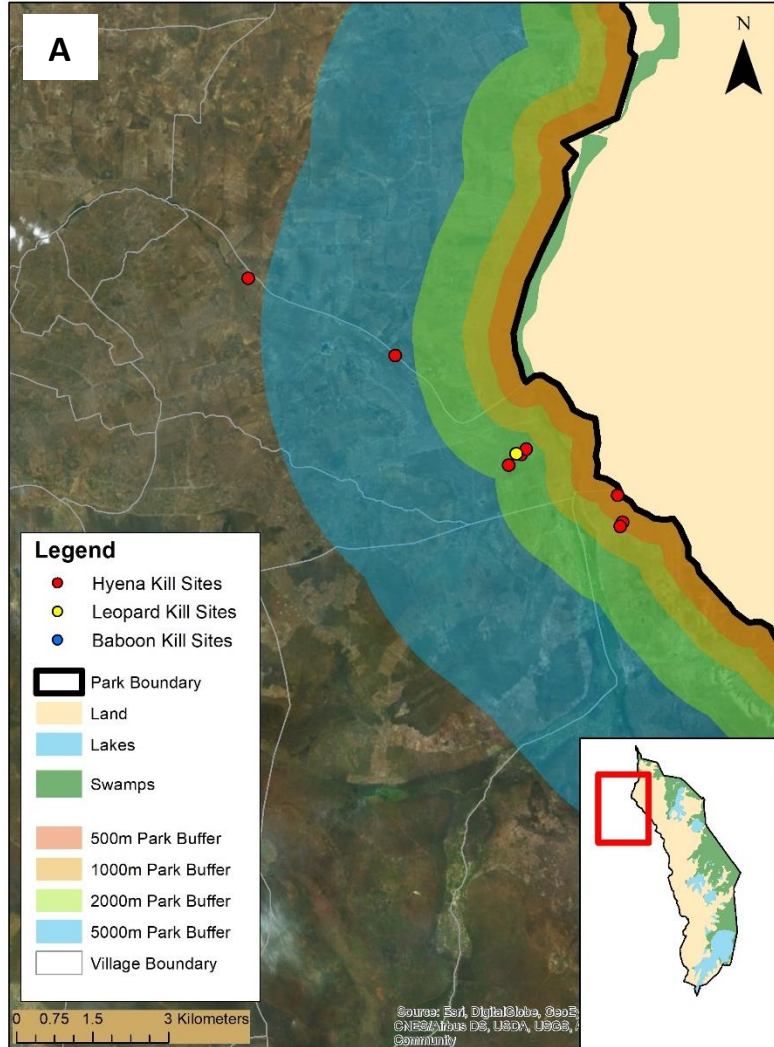 A
N
Legend
Hyena Kill Sites
Leopard Kill Sites
Baboon Kill Sites
Park Boundary
Land
Lakes
Swamps
500m Park Buffer
1000m Park Buffer
2000m Park Buffer
5000m Park Buffer
Village Boundary
0 0.75 1.5 3 Kilometers
Source: Esri, DigitalGlobe, GeoE
CNES/Airbus DS, USDA, USGS,
Community